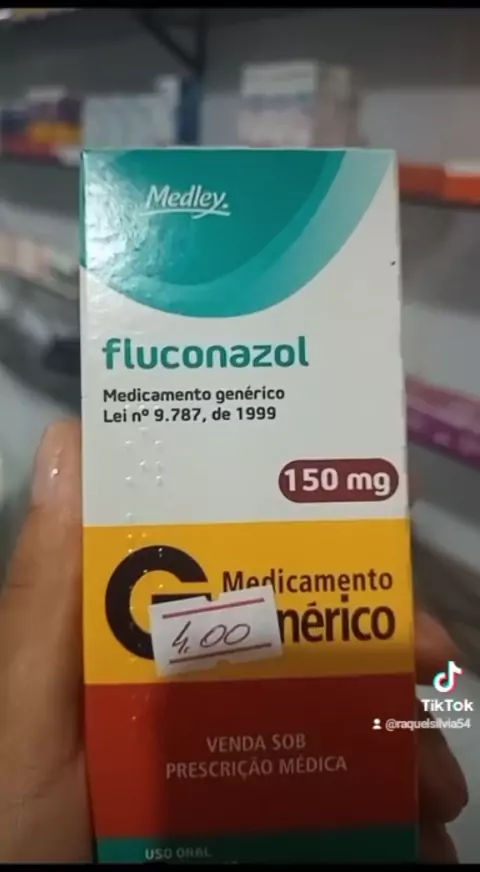 Medley.
fluconazol
Medicamento genérico
Lei nº 9.787, de 1999
150 mg
G Medicamento
nérico
4,00
VENDA SOB
PRESCRIÇÃO MÉDICA
USO ORAL
TikTok
@raquelsilvia54